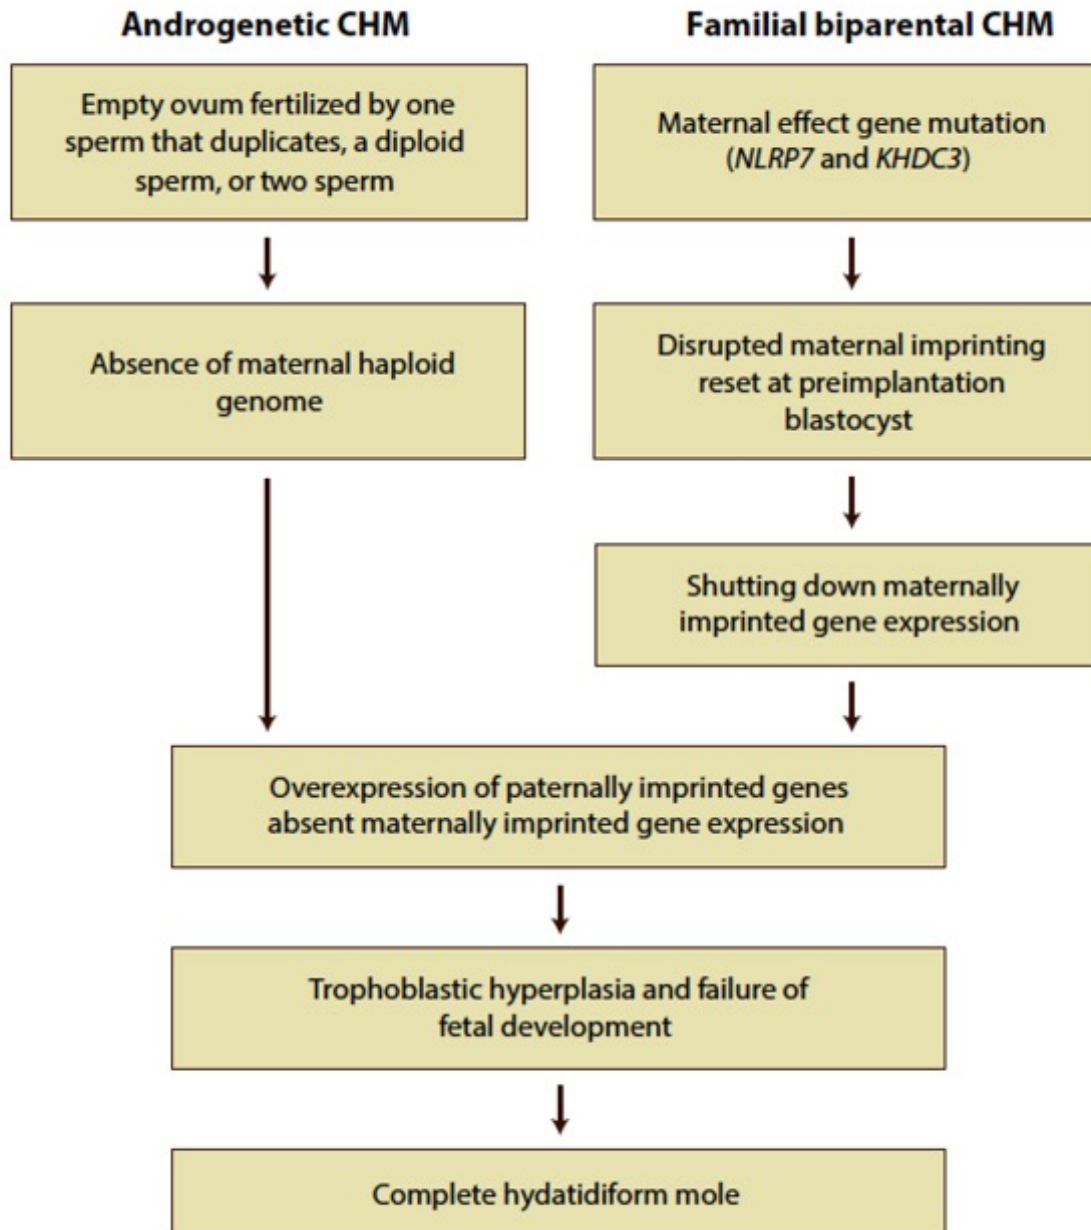 Androgenetic CHM
Empty ovum fertilized by one
sperm that duplicates, a diploid
sperm, or two sperm
Absence of maternal haploid
genome
Familial biparental CHM
Maternal effect gene mutation
(NLRP7 and KHDC3)
Disrupted maternal imprinting
reset at preimplantation
blastocyst
Shutting down maternally
imprinted gene expression
Overexpression of paternally imprinted genes
absent maternally imprinted gene expression
Trophoblastic hyperplasia and failure of
fetal development
Complete hydatidiform mole